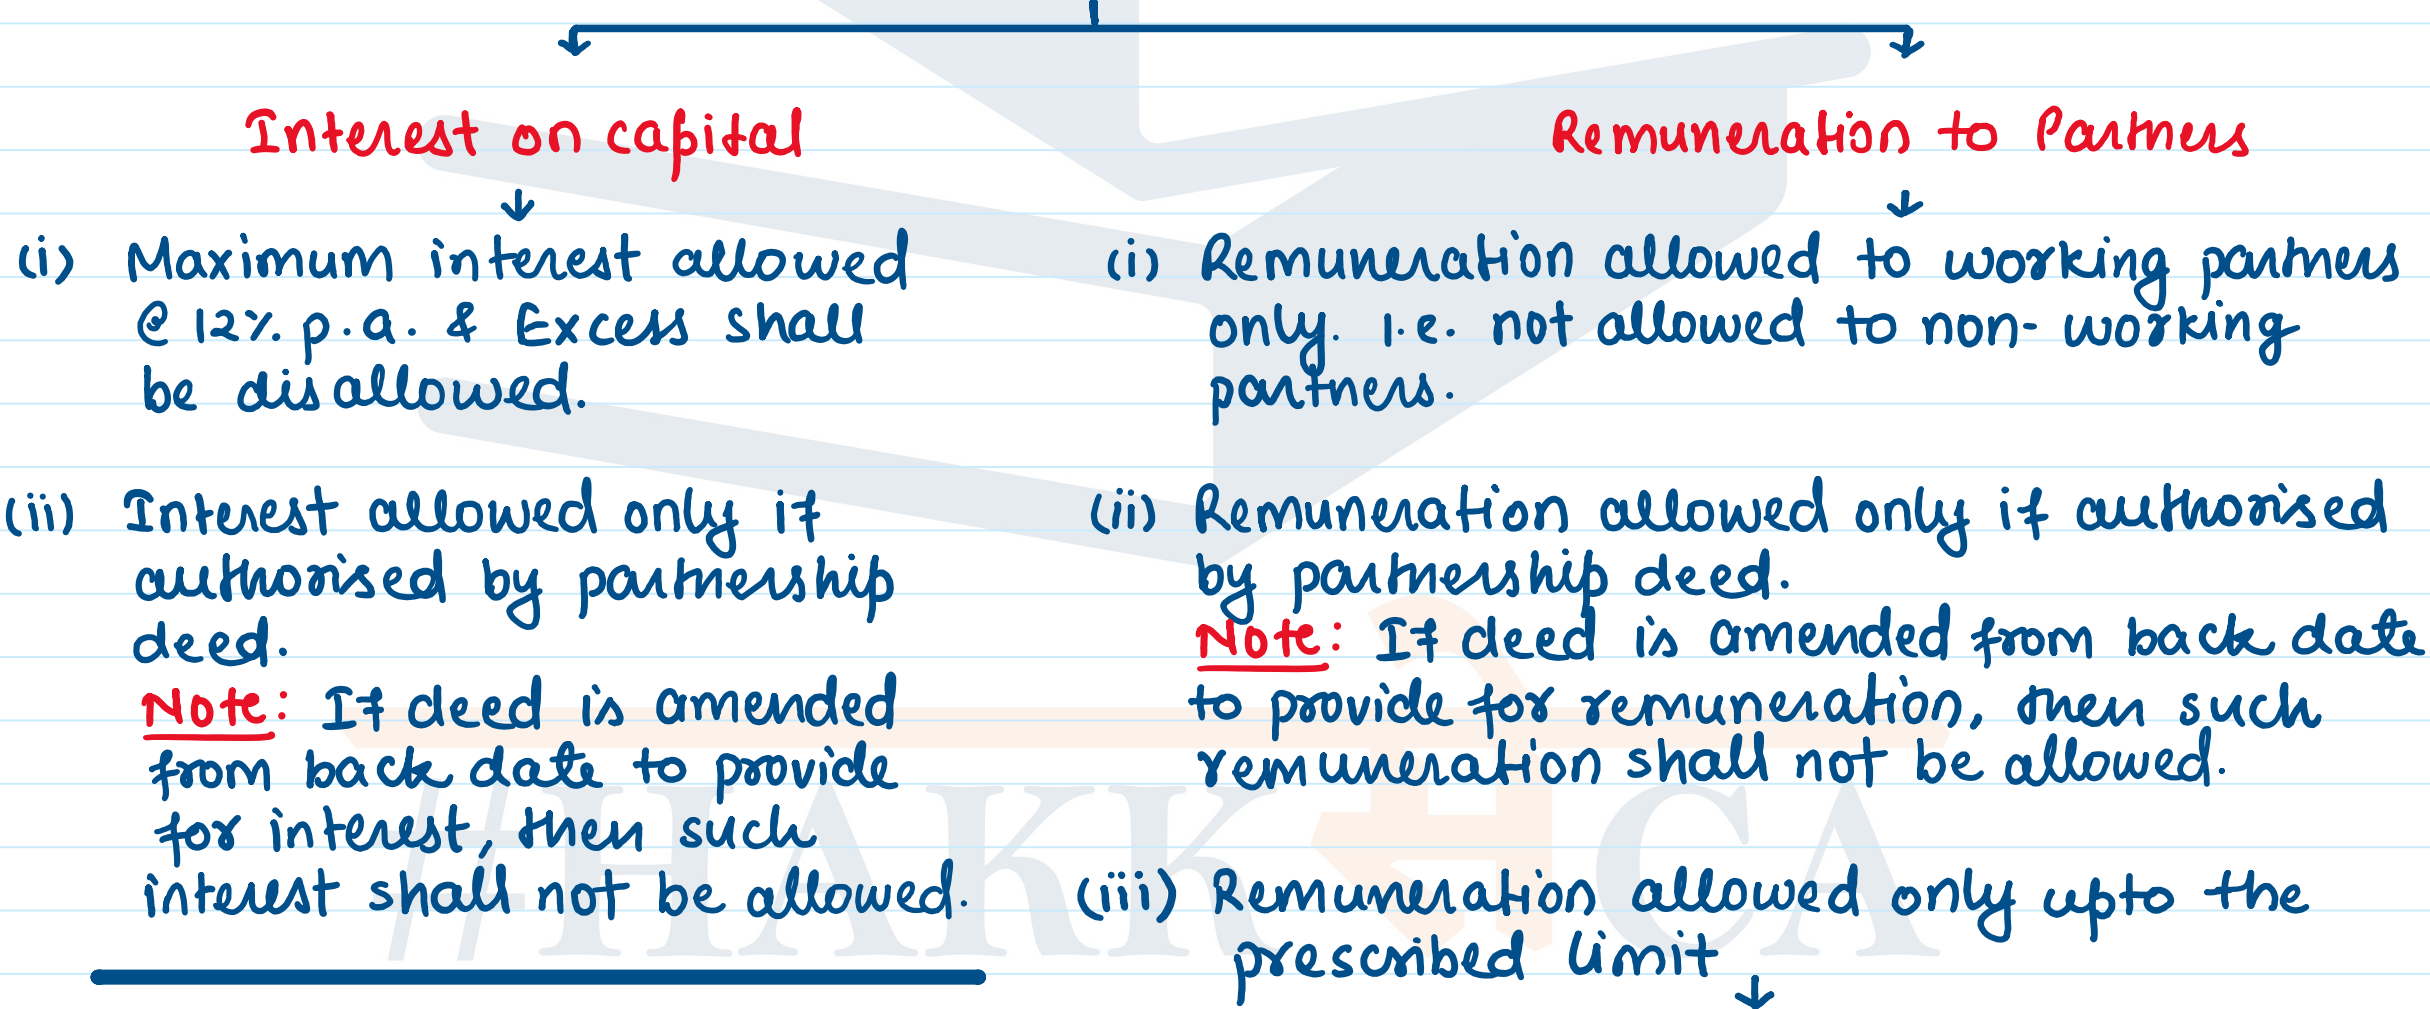 Interest on capital
(i) Maximum interest allowed
@ 12% p.a. & Excess shall
be disallowed.
(ii) Interest allowed only if
authorised by partnership
deed.
Note: If deed is amended
from back date to provide
for interest, then such
interest shall not be allowed.
Remuneration to Partners
(i) Remuneration allowed to working partners
only. i.e. not allowed to non-working
partners.
(ii) Remuneration allowed only if authorised
by partnership deed.
Note: If deed is amended from back date
to provide for remuneration, then such
remuneration shall not be allowed.
(iii) Remuneration allowed only upto the
prescribed limit
#HAKK से CA